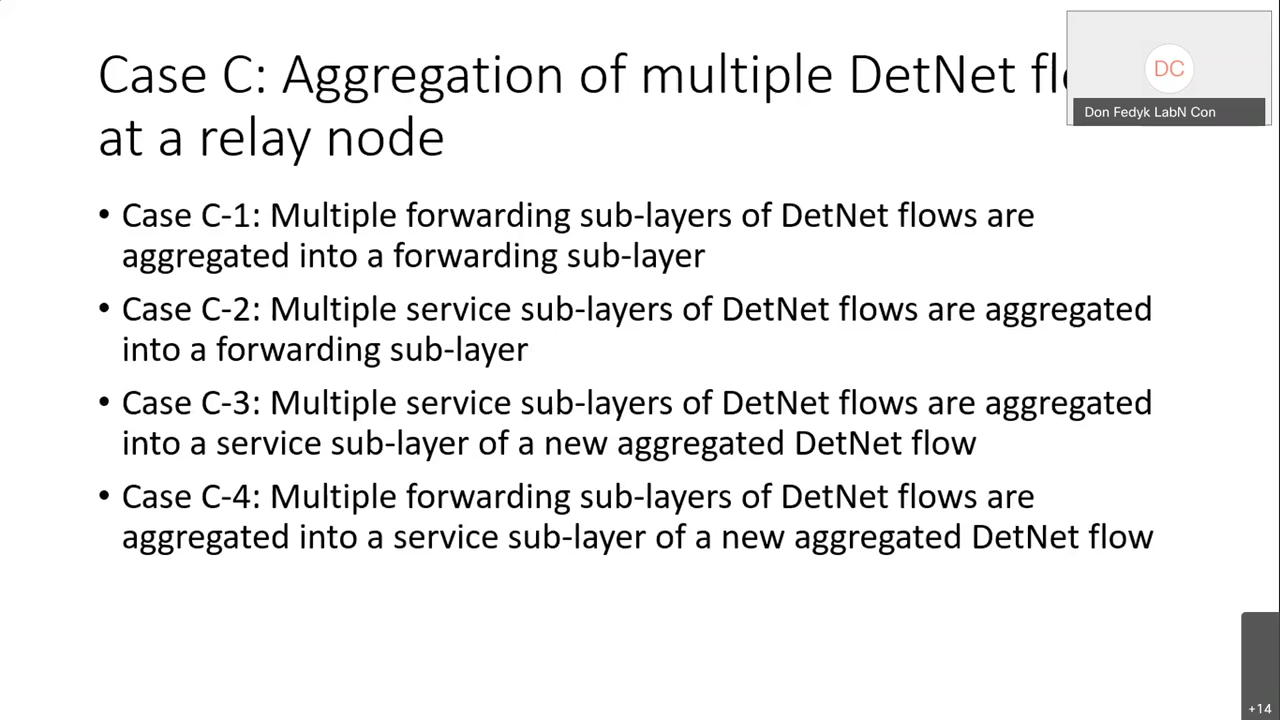 Case C: Aggregation of multiple DetNet
at a relay node
DC
Don Fedyk LabN Con
• Case C-1: Multiple forwarding sub-layers of DetNet flows are
aggregated into a forwarding sub-layer
• Case C-2: Multiple service sub-layers of DetNet flows are aggregated
into a forwarding sub-layer
• Case C-3: Multiple service sub-layers of DetNet flows are aggregated
into a service sub-layer of a new aggregated DetNet flow
• Case C-4: Multiple forwarding sub-layers of DetNet flows are
aggregated into a service sub-layer of a new aggregated DetNet flow
+14